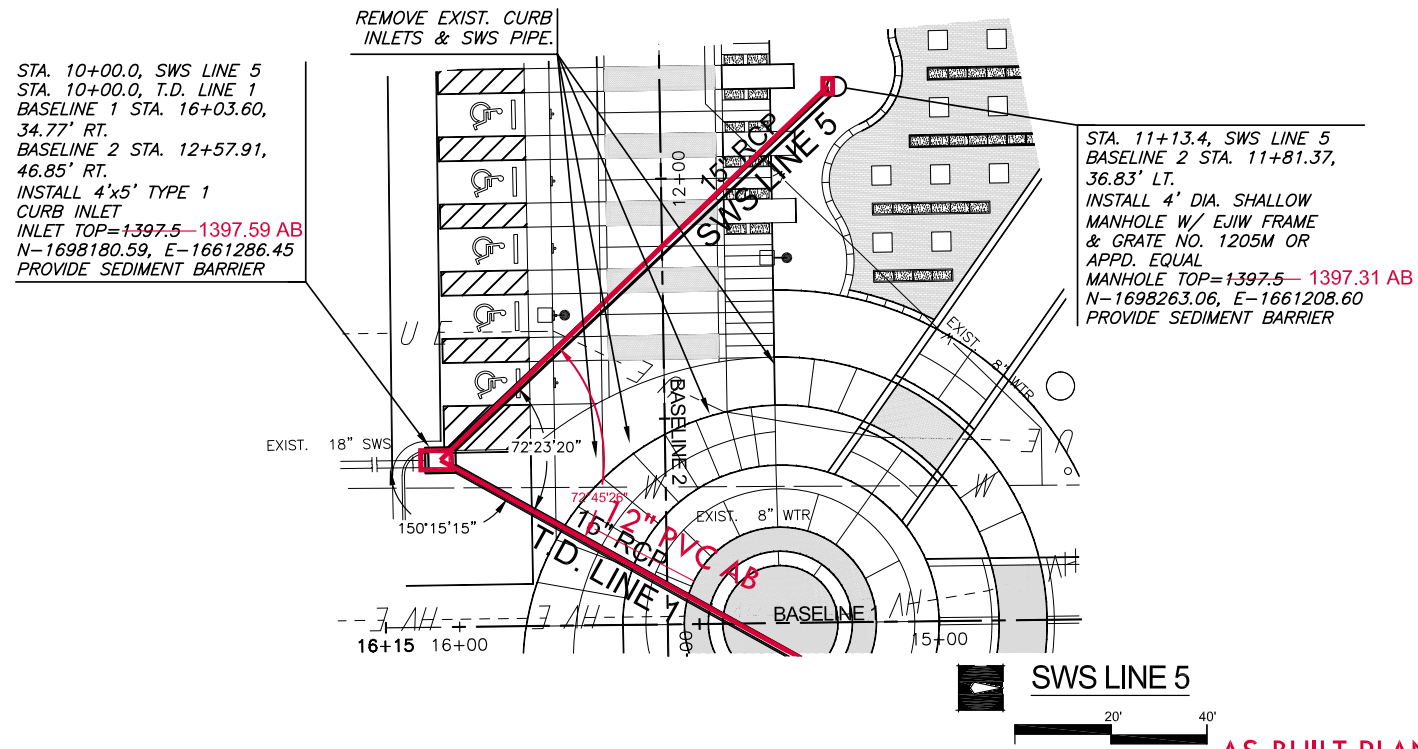 REMOVE EXIST. CURB
INLETS & SWS PIPE.
STA. 10+00.0, SWS LINE 5
STA. 10+00.0, T.D. LINE 1
BASELINE 1 STA. 16+03.60,
34.77' RT.
BASELINE 2 STA. 12+57.91,
46.85' RT.
INSTALL 4'x5' TYPE 1
CURB INLET
INLET TOP=1397.5 1397.59 AB
N-1698180.59, E-1661286.45
PROVIDE SEDIMENT BARRIER
STA. 11+13.4, SWS LINE 5
BASELINE 2 STA. 11+81.37,
36.83' LT.
INSTALL 4' DIA. SHALLOW
MANHOLE W/ EJIW FRAME
& GRATE NO. 1205M OR
APPD. EQUAL
MANHOLE TOP=1397.5 1397.31 AB
N-1698263.06, E-1661208.60
PROVIDE SEDIMENT BARRIER
15' RCP
SWS LINE 5
12+00
EXIST. 8" WTR
BASELINE 2
EXIST. 18" SWS
72°23'20"
72°45'26"
150°15'15"
12" PVC AB
15" RCP
T.D. LINE 1
EXIST. 8" WTR
W
W
W
E
E
HV
E
HV
E
HV
HV
BASELINE 1
16+15
16+00
15+00
SWS LINE 5
20'
40'